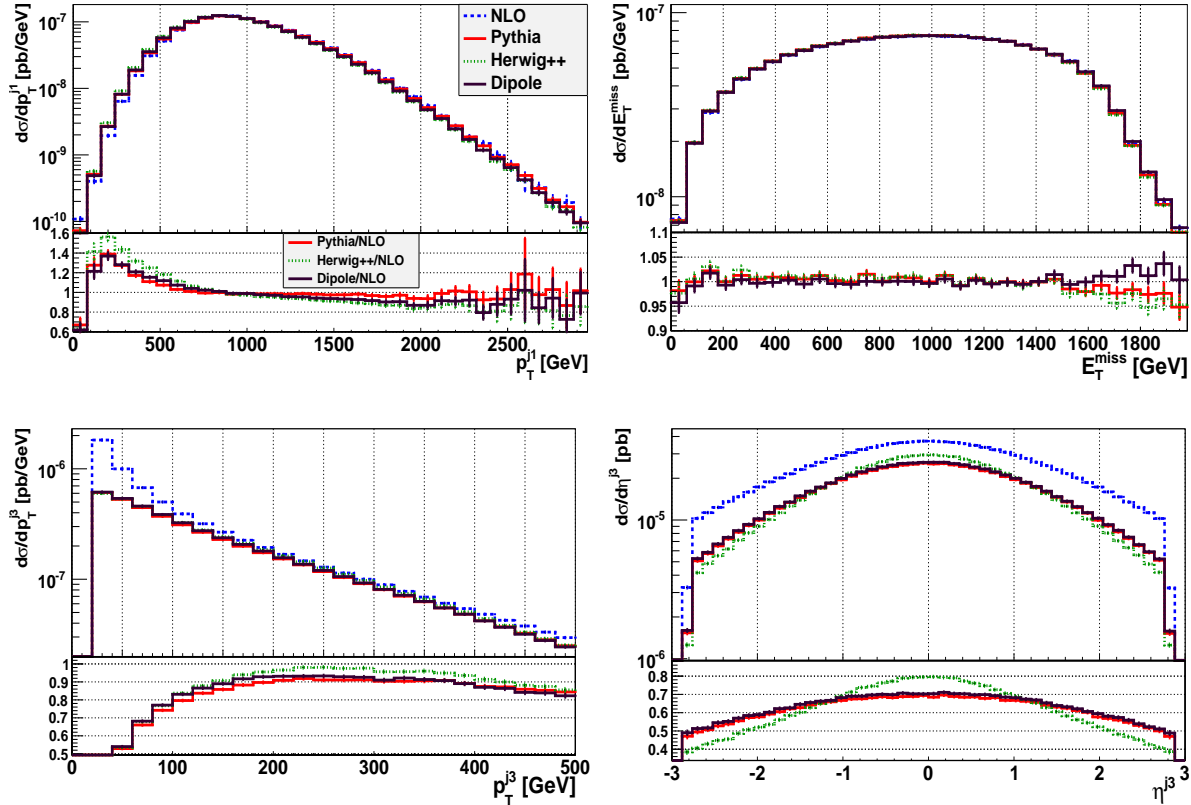 dσ/dp_T^{j1} [pb/GeV]
10^{-7}
10^{-8}
10^{-9}
10^{-10}
NLO
Pythia
Herwig++
Dipole
1.6
1.4
1.2
1
0.8
0.6
Pythia/NLO
Herwig++/NLO
Dipole/NLO
0 500 1000 1500 2000 2500
p_T^{j1} [GeV]
dσ/dE_T^{miss} [pb/GeV]
10^{-7}
10^{-8}
1.1
1.05
1
0.95
0.9
0 200 400 600 800 1000 1200 1400 1600 1800
E_T^{miss} [GeV]
dσ/dp_T^{j3} [pb/GeV]
10^{-6}
10^{-7}
1
0.9
0.8
0.7
0.6
0.5
0 100 200 300 400 500
p_T^{j3} [GeV]
dσ/dη^{j3} [pb]
10^{-5}
10^{-6}
0.8
0.7
0.6
0.5
0.4
-3 -2 -1 0 1 2 3
η^{j3}